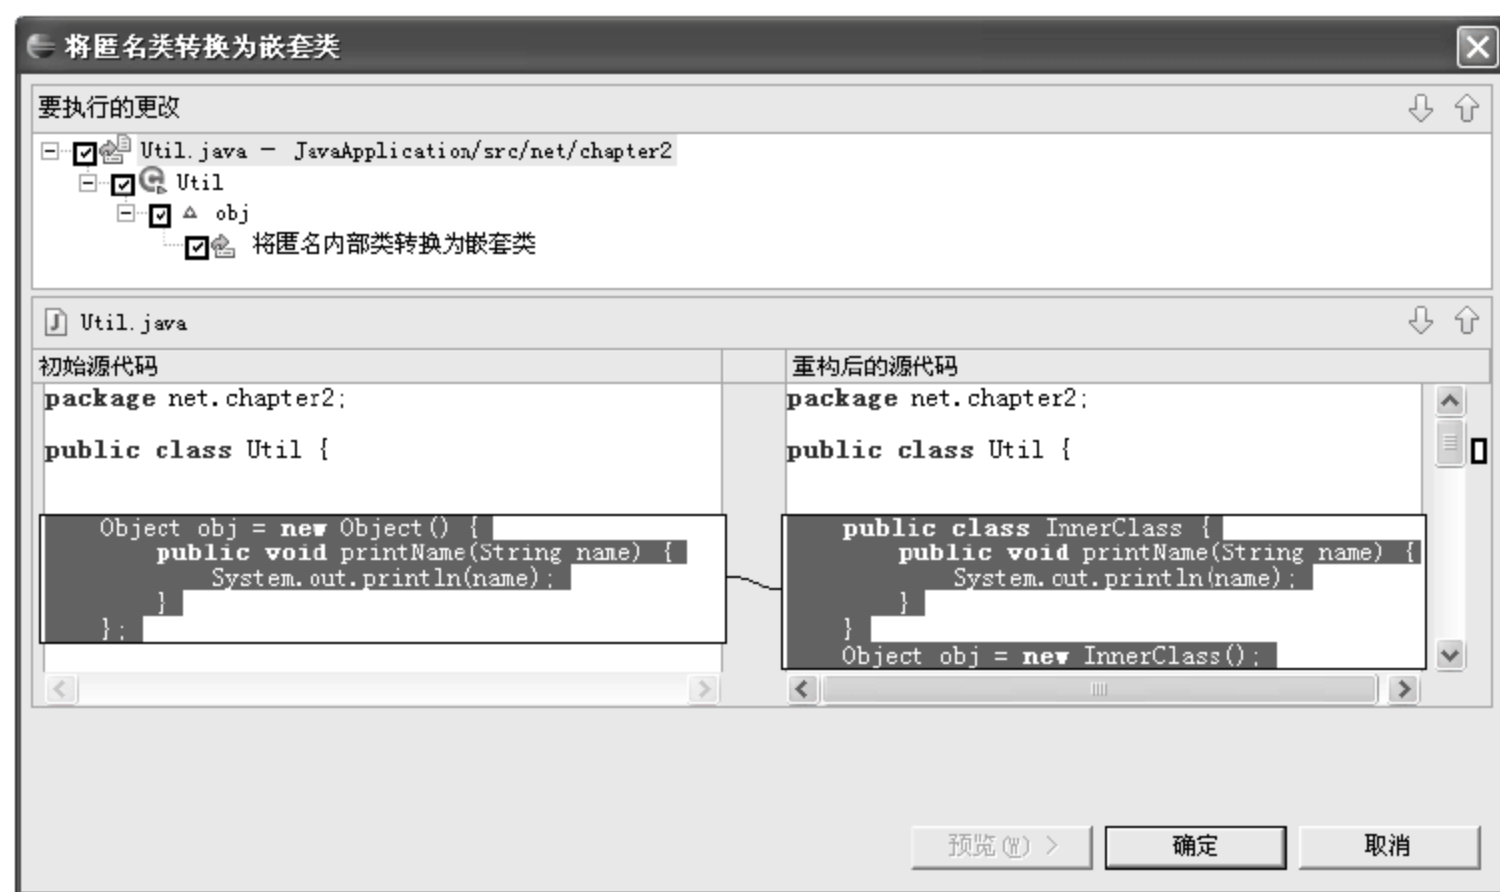 将匿名类转换为嵌套类
要执行的更改
Util.java - JavaApplication/src/net/chapter2
Util
obj
将匿名内部类转换为嵌套类
Util.java
初始源代码
package net.chapter2;
public class Util {
Object obj = new Object() {
public void printName(String name) {
System.out.println(name);
}
};
重构后的源代码
package net.chapter2;
public class Util {
public class InnerClass {
public void printName(String name) {
System.out.println(name);
}
}
Object obj = new InnerClass();
预览(W) >
确定
取消